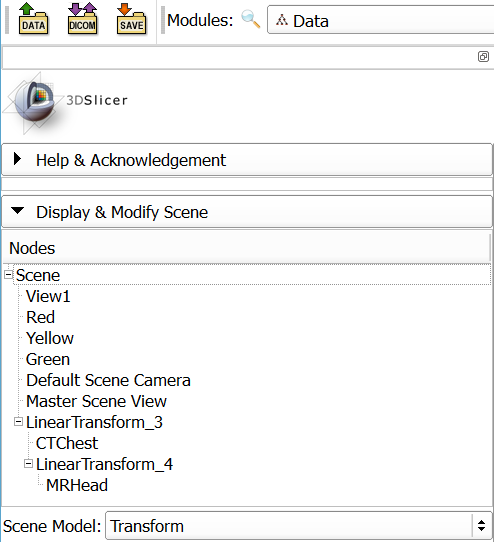 DATA DICOM SAVE Modules: Data
3DSlicer
Help & Acknowledgement
Display & Modify Scene
Nodes
Scene
View1
Red
Yellow
Green
Default Scene Camera
Master Scene View
LinearTransform_3
CTChest
LinearTransform_4
MRHead
Scene Model: Transform